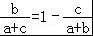 b/(a+c) = 1 - c/(a+b)